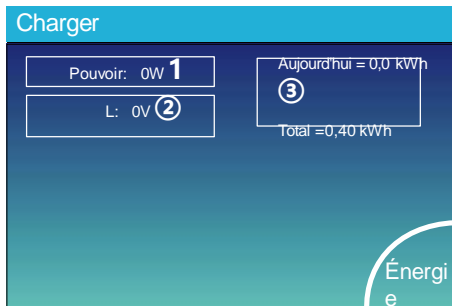 Charger
Pouvoir: 0W 1
L: 0V ②
Aujourd'hui = 0,0 kWh
③
Total =0,40 kWh
Énergi
e